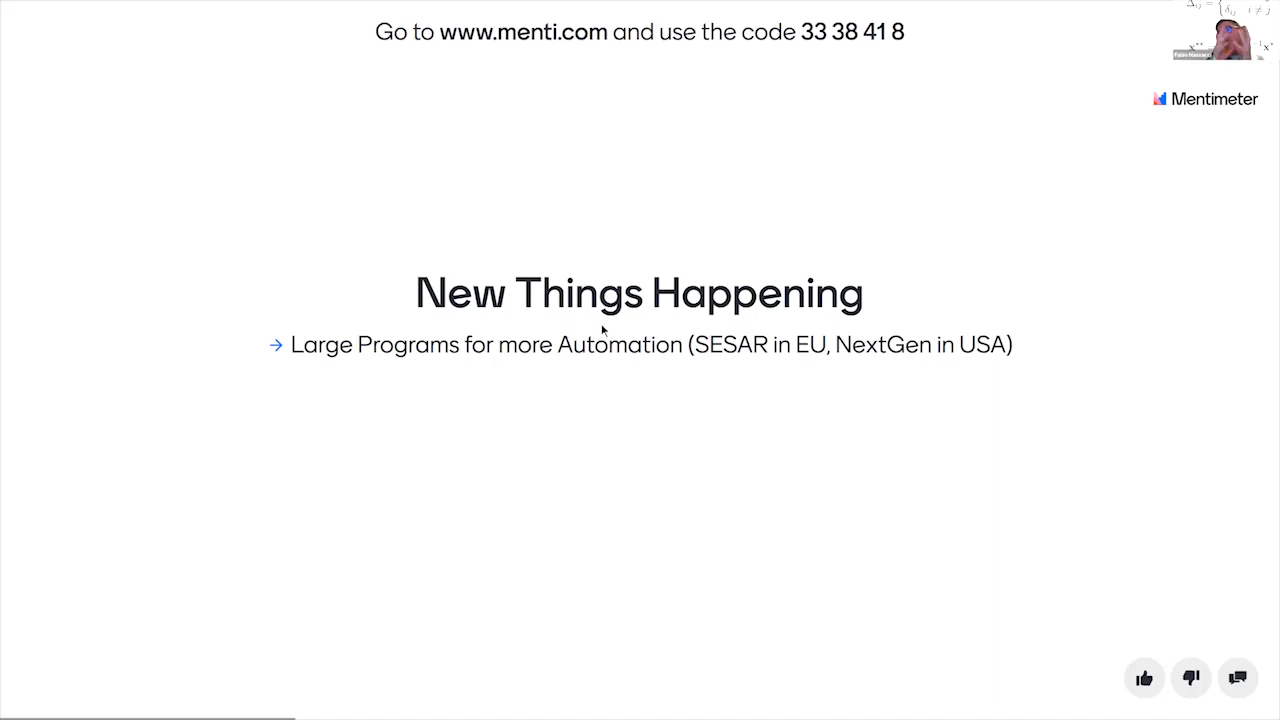 Go to www.menti.com and use the code 33 38 41 8
Mentimeter
New Things Happening
→ Large Programs for more Automation (SESAR in EU, NextGen in USA)